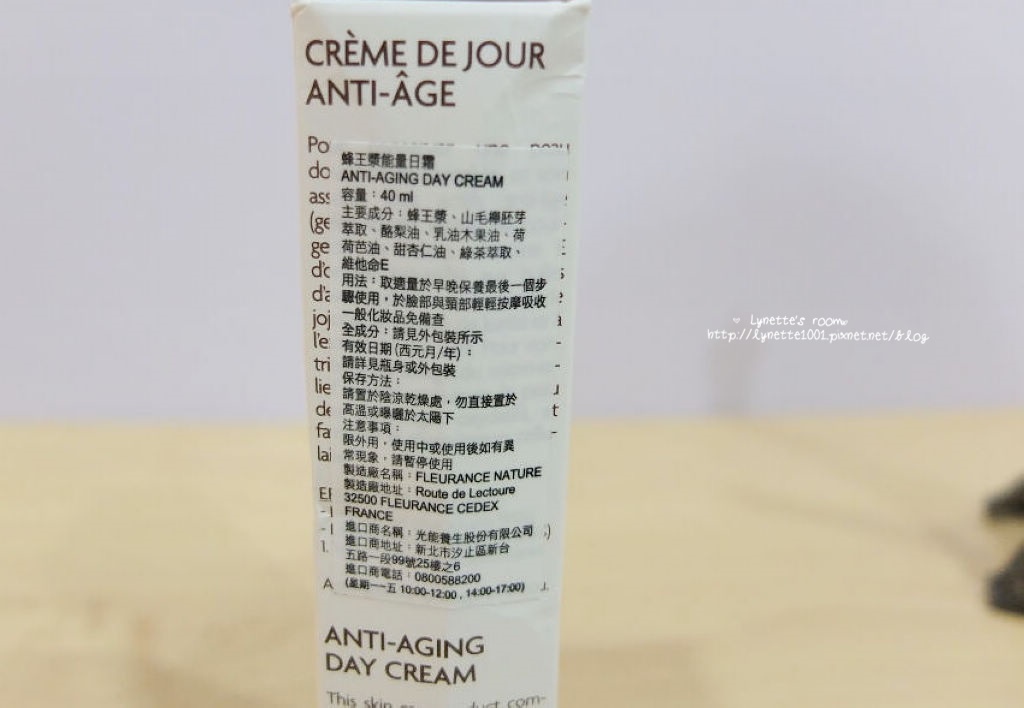 CRÈME DE JOUR
ANTI-ÂGE
蜂王漿能量日霜
ANTI-AGING DAY CREAM
容量：40 ml
主要成分：蜂王漿、山毛櫸胚芽
萃取、酪梨油、乳油木果油、荷
荷芭油、甜杏仁油、綠茶萃取、
維他命E
用法：取適量於早晚保養最後一個步
驟使用，於臉部與頸部輕輕按摩吸收
一般化妝品免備查
全成分：請見外包裝所示
有效日期(西元月/年)：
請詳見瓶身或外包裝
保存方法：
請置於陰涼乾燥處，勿直接置於
高溫或曝曬於太陽下
注意事項：
限外用，使用中或使用後如有異
常現象，請暫停使用
製造廠名稱：FLEURANCE NATURE
製造廠地址：Route de Lectoure
32500 FLEURANCE CEDEX
FRANCE
進口商名稱：光能養生股份有限公司
進口商地址：新北市汐止區新台
五路一段99號25樓之6
進口商電話：0800588200
(星期一~五 10:00-12:00 , 14:00-17:00)
ANTI-AGING
DAY CREAM
This skin
Lynette's room
http://lynette1001.pixnet.net/blog